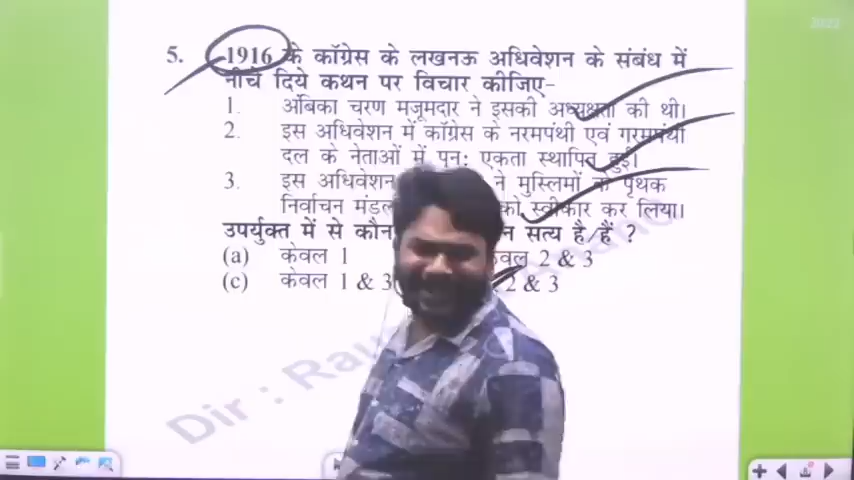 5. 1916 के कॉग्रेस के लखनऊ अधिवेशन के संबंध में
नीचे दिये कथन पर विचार कीजिए-
1. अंबिका चरण मजूमदार ने इसकी अध्यक्षता की थी।
2. इस अधिवेशन में कॉग्रेस के नरमपंथी एवं गरमपंथी
दल के नेताओं में पुनः एकता स्थापित हुई।
3. इस अधिवेशन ने मुस्लिमों के पृथक
निर्वाचन मंडल को स्वीकार कर लिया।
उपर्युक्त में से कौन सत्य है/हैं ?
(a) केवल 1 केवल 2 & 3
(c) केवल 1 & 3 2 & 3
Dir :